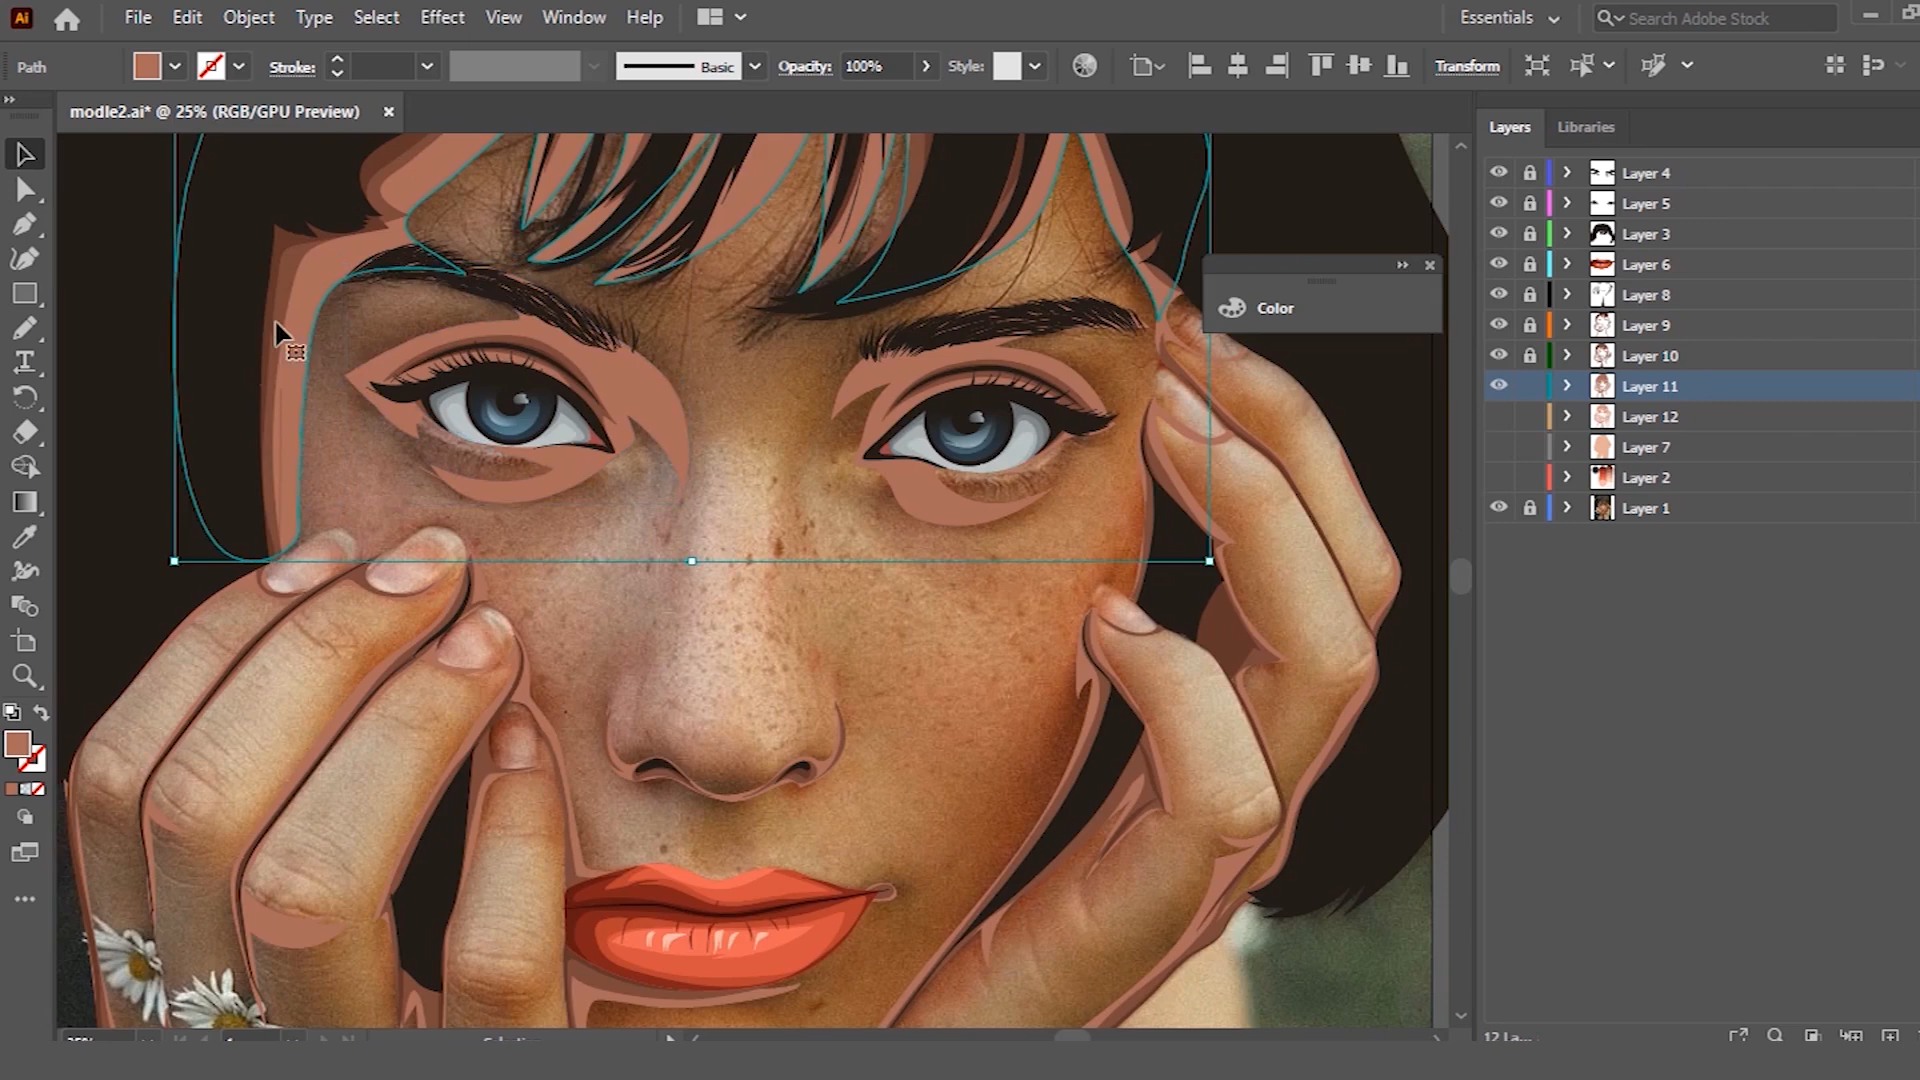 Ai File Edit Object Type Select Effect View Window Help Essentials Search Adobe Stock
Path Stroke: Basic Opacity: 100% Style: Transform
modle2.ai* @ 25% (RGB/GPU Preview)
Layers Libraries
Layer 4
Layer 5
Layer 3
Layer 6
Layer 8
Layer 9
Layer 10
Layer 11
Layer 12
Layer 7
Layer 2
Layer 1
Color